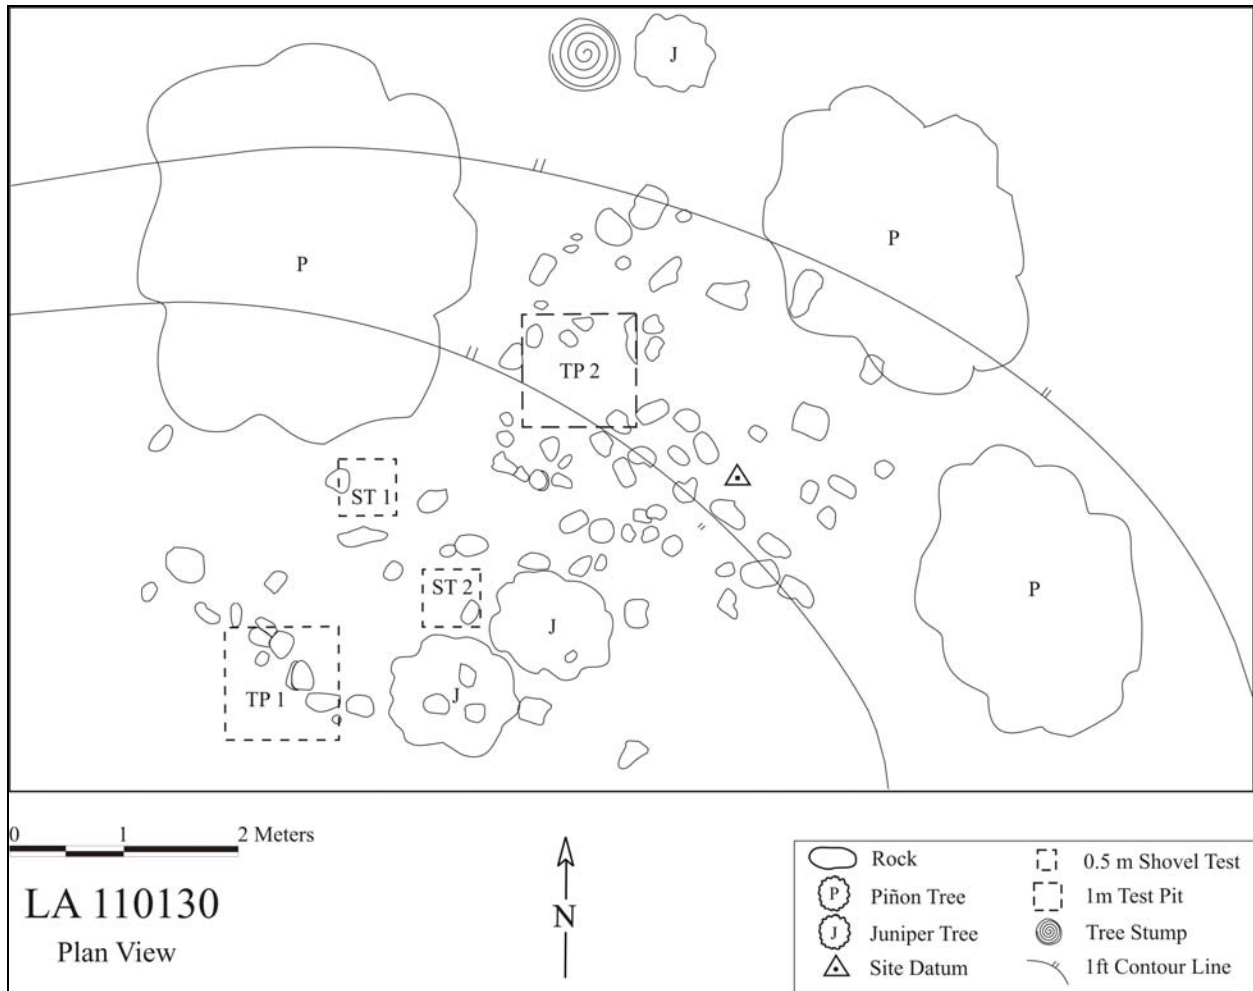 J
P
P
TP 2
ST 1
ST 2
J
P
TP 1
J
0 1 2 Meters
LA 110130
Plan View
N
Rock
P Piñon Tree
J Juniper Tree
Site Datum
0.5 m Shovel Test
1m Test Pit
Tree Stump
1ft Contour Line